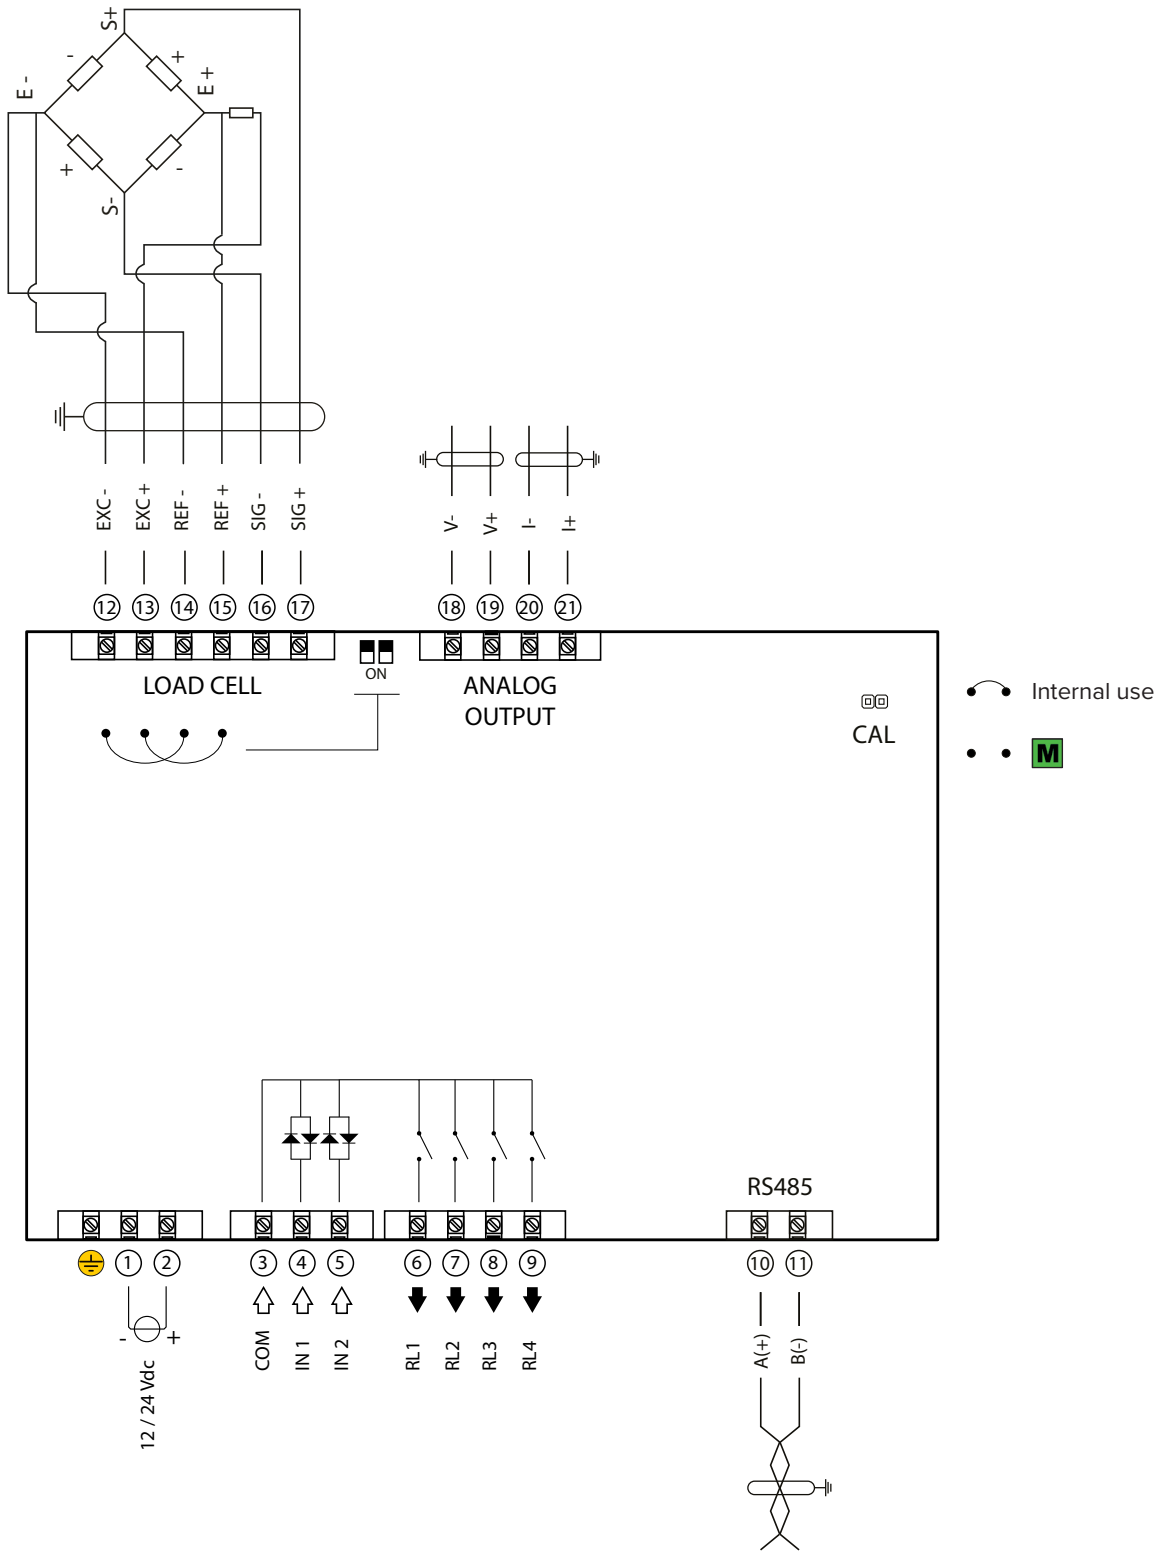 S+
- +
E - E +
+ -
S-
EXC - EXC + REF - REF + SIG - SIG + V- V+ I- I+
12 13 14 15 16 17 18 19 20 21
ON
LOAD CELL
ANALOG
OUTPUT
CAL
Internal use
M
RS485
1 2 3 4 5 6 7 8 9 10 11
- +
12 / 24 Vdc
COM IN 1 IN 2 RL1 RL2 RL3 RL4 A(+) B(-)